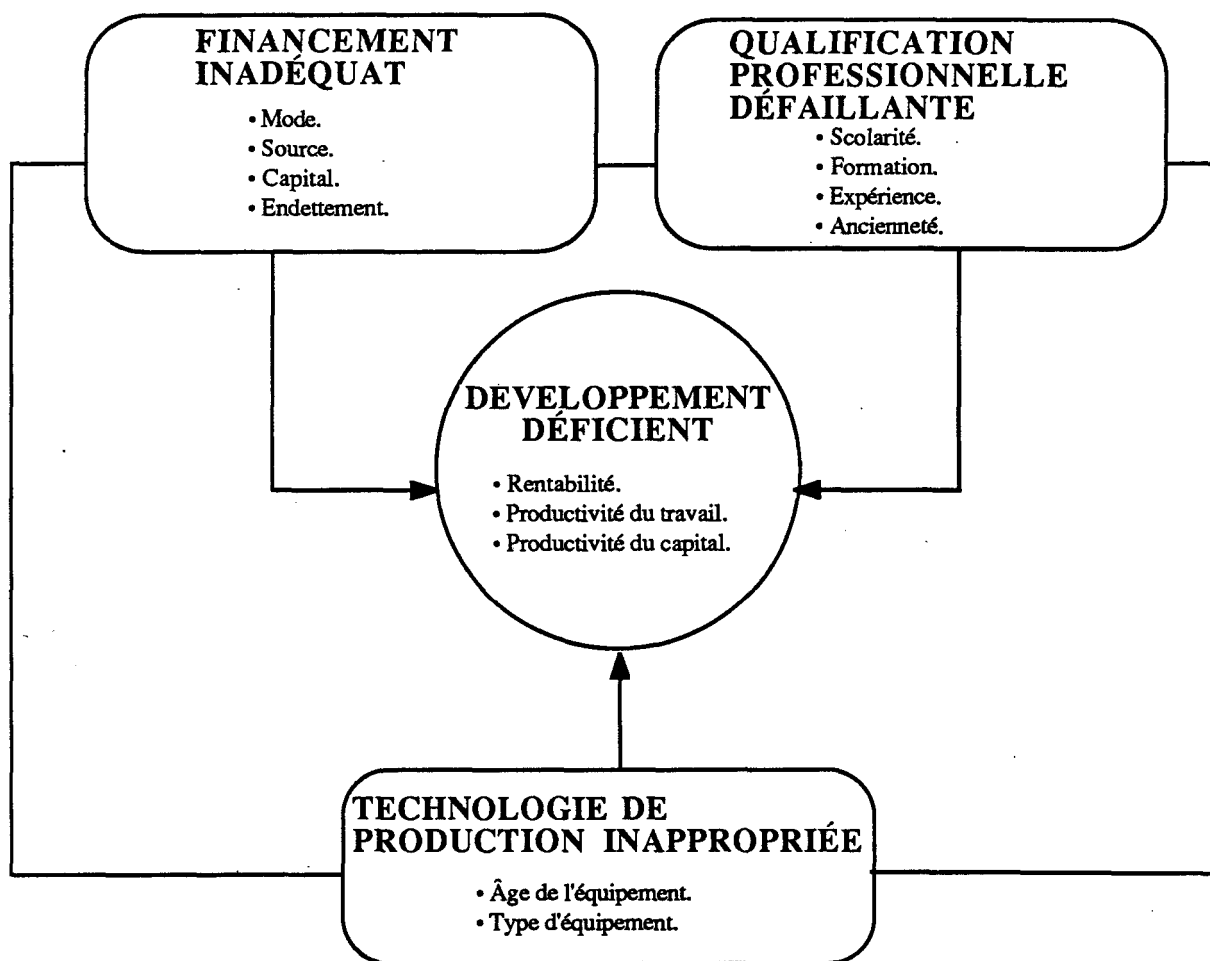 FINANCEMENT
INADÉQUAT
• Mode.
• Source.
• Capital.
• Endettement.
QUALIFICATION
PROFESSIONNELLE
DÉFAILLANTE
• Scolarité.
• Formation.
• Expérience.
• Ancienneté.
DEVELOPPEMENT
DÉFICIENT
• Rentabilité.
• Productivité du travail.
• Productivité du capital.
TECHNOLOGIE DE
PRODUCTION INAPPROPRIÉE
• Âge de l'équipement.
• Type d'équipement.